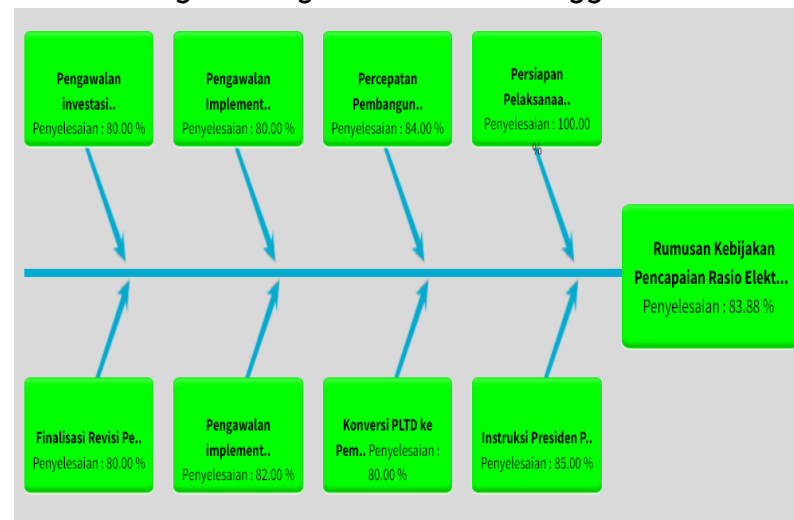 Pengawalan
investasi..
Penyelesaian : 80.00 %
Pengawalan
Implement..
Penyelesaian : 80.00 %
Percepatan
Pembangun..
Penyelesaian : 84.00 %
Persiapan
Pelaksanaa..
Penyelesaian : 100.00
%
Rumusan Kebijakan
Pencapaian Rasio Elekt...
Penyelesaian : 83.88 %
Finalisasi Revisi Pe..
Penyelesaian : 80.00 %
Pengawalan
implement..
Penyelesaian : 82.00 %
Konversi PLTD ke
Pem.. Penyelesaian :
80.00 %
Instruksi Presiden P..
Penyelesaian : 85.00 %